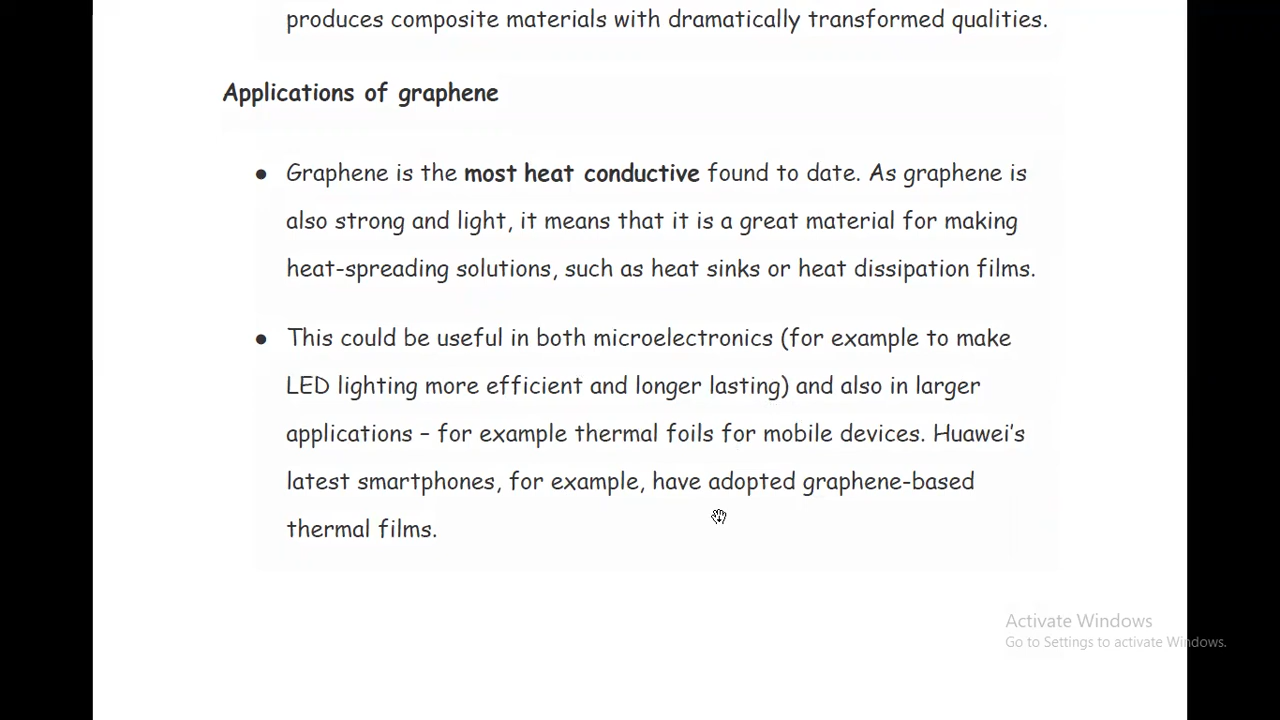 produces composite materials with dramatically transformed qualities.
Applications of graphene
● Graphene is the most heat conductive found to date. As graphene is
also strong and light, it means that it is a great material for making
heat-spreading solutions, such as heat sinks or heat dissipation films.
● This could be useful in both microelectronics (for example to make
LED lighting more efficient and longer lasting) and also in larger
applications – for example thermal foils for mobile devices. Huawei's
latest smartphones, for example, have adopted graphene-based
thermal films.
Activate Windows
Go to Settings to activate Windows.